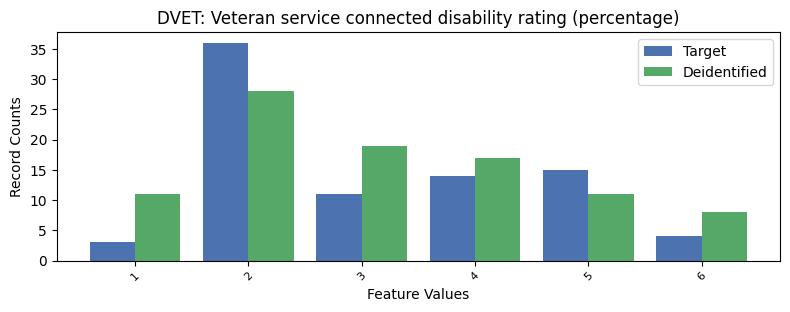 DVET: Veteran service connected disability rating (percentage)
Target
Deidentified
Record Counts
35
30
25
20
15
10
5
0
1 2 3 4 5 6
Feature Values